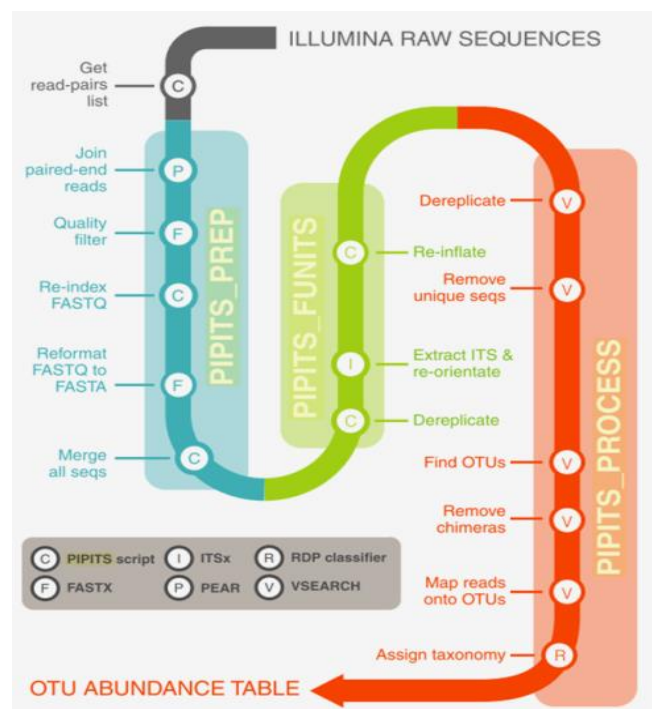 ILLUMINA RAW SEQUENCES
Get
read-pairs
list
C
PIPITS_PREP
Join
paired-end
reads
P
Quality
filter
F
Re-index
FASTQ
C
Reformat
FASTQ to
FASTA
F
Merge
all seqs
C
PIPITS_FUNITS
C
Re-inflate
I
Extract ITS &
re-orientate
C
Dereplicate
PIPITS_PROCESS
Dereplicate
V
Remove
unique seqs
V
Find OTUs
V
Remove
chimeras
V
Map reads
onto OTUs
V
Assign taxonomy
R
OTU ABUNDANCE TABLE
C PIPITS script I ITSx R RDP classifier
F FASTX P PEAR V VSEARCH